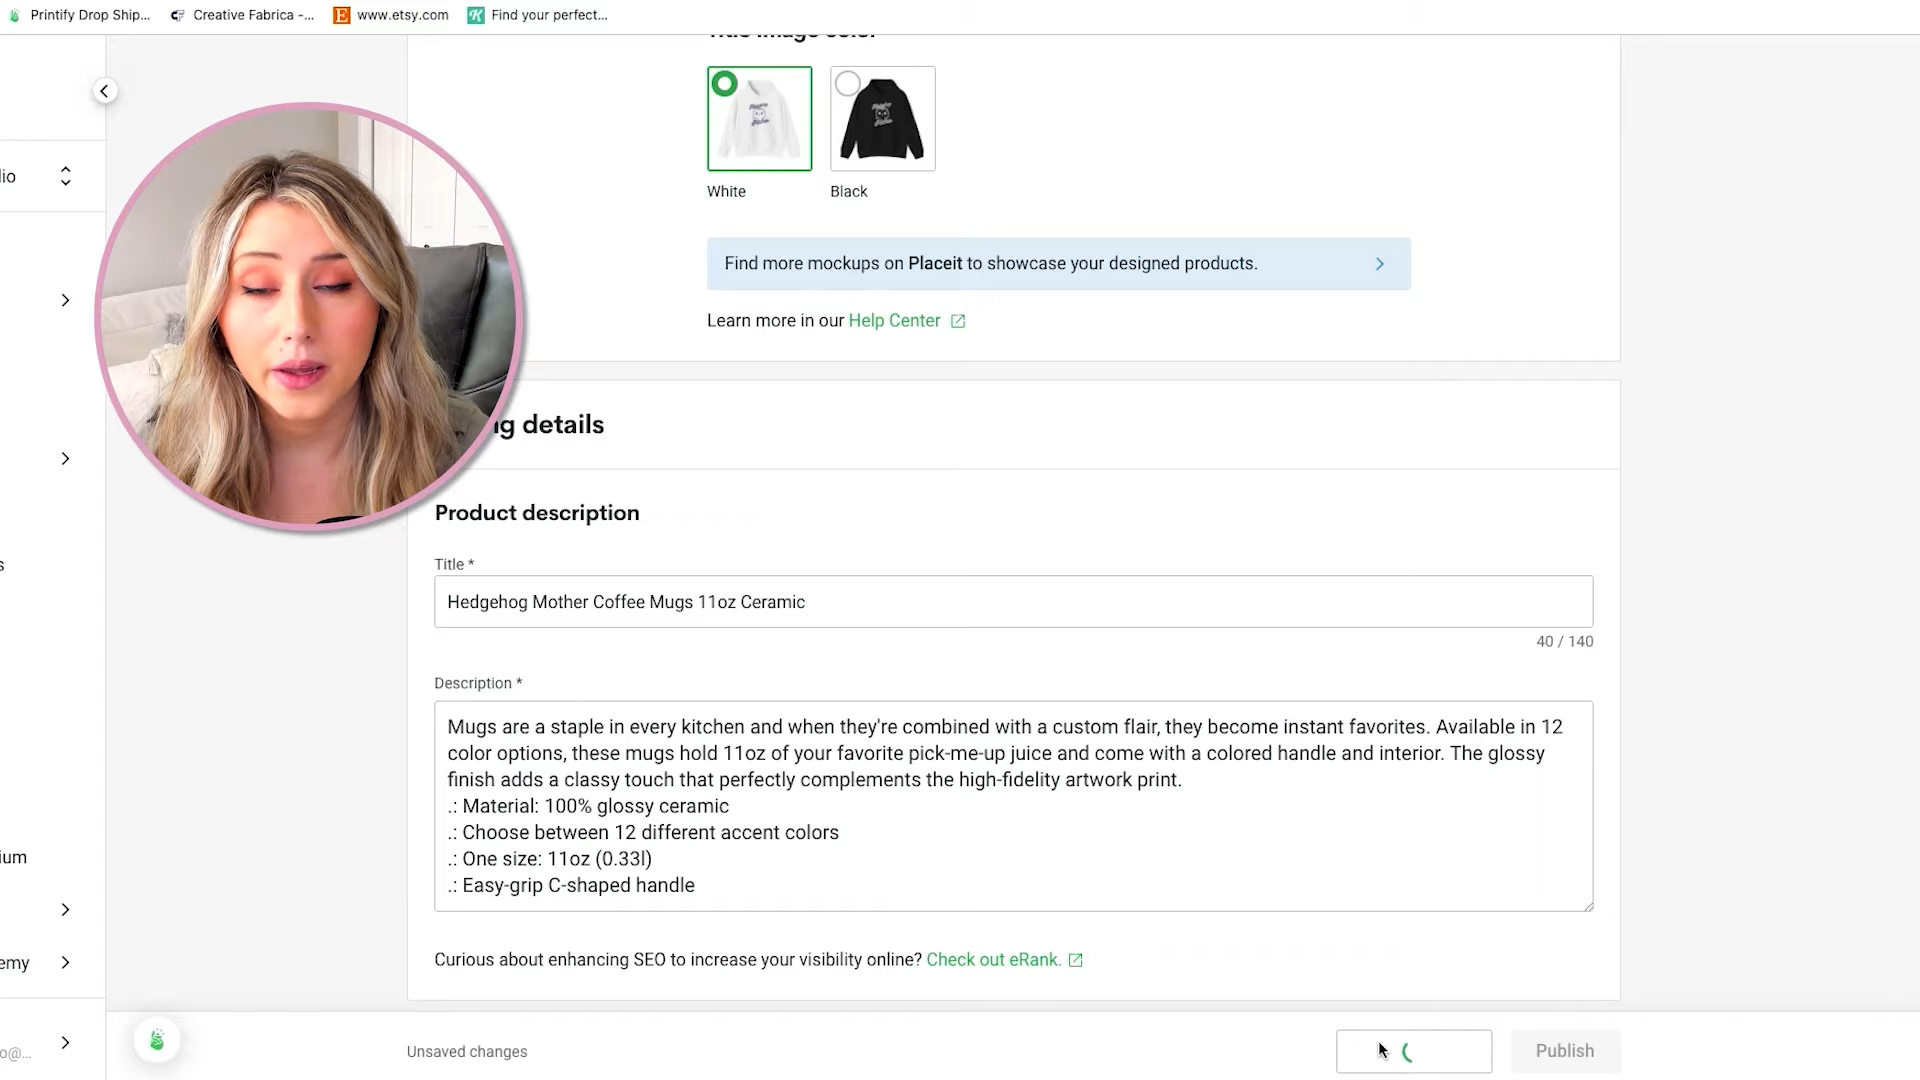 Printify Drop Ship...
Creative Fabrica -...
www.etsy.com
Find your perfect...
Title image color
lio
White
Black
Find more mockups on Placeit to showcase your designed products.
Learn more in our Help Center
g details
Product description
Title *
Hedgehog Mother Coffee Mugs 11oz Ceramic
40 / 140
s
Description *
Mugs are a staple in every kitchen and when they're combined with a custom flair, they become instant favorites. Available in 12
color options, these mugs hold 11oz of your favorite pick-me-up juice and come with a colored handle and interior. The glossy
finish adds a classy touch that perfectly complements the high-fidelity artwork print.
.: Material: 100% glossy ceramic
.: Choose between 12 different accent colors
.: One size: 11oz (0.33l)
.: Easy-grip C-shaped handle
ium
Curious about enhancing SEO to increase your visibility online? Check out eRank.
emy
o@...
Unsaved changes
Publish